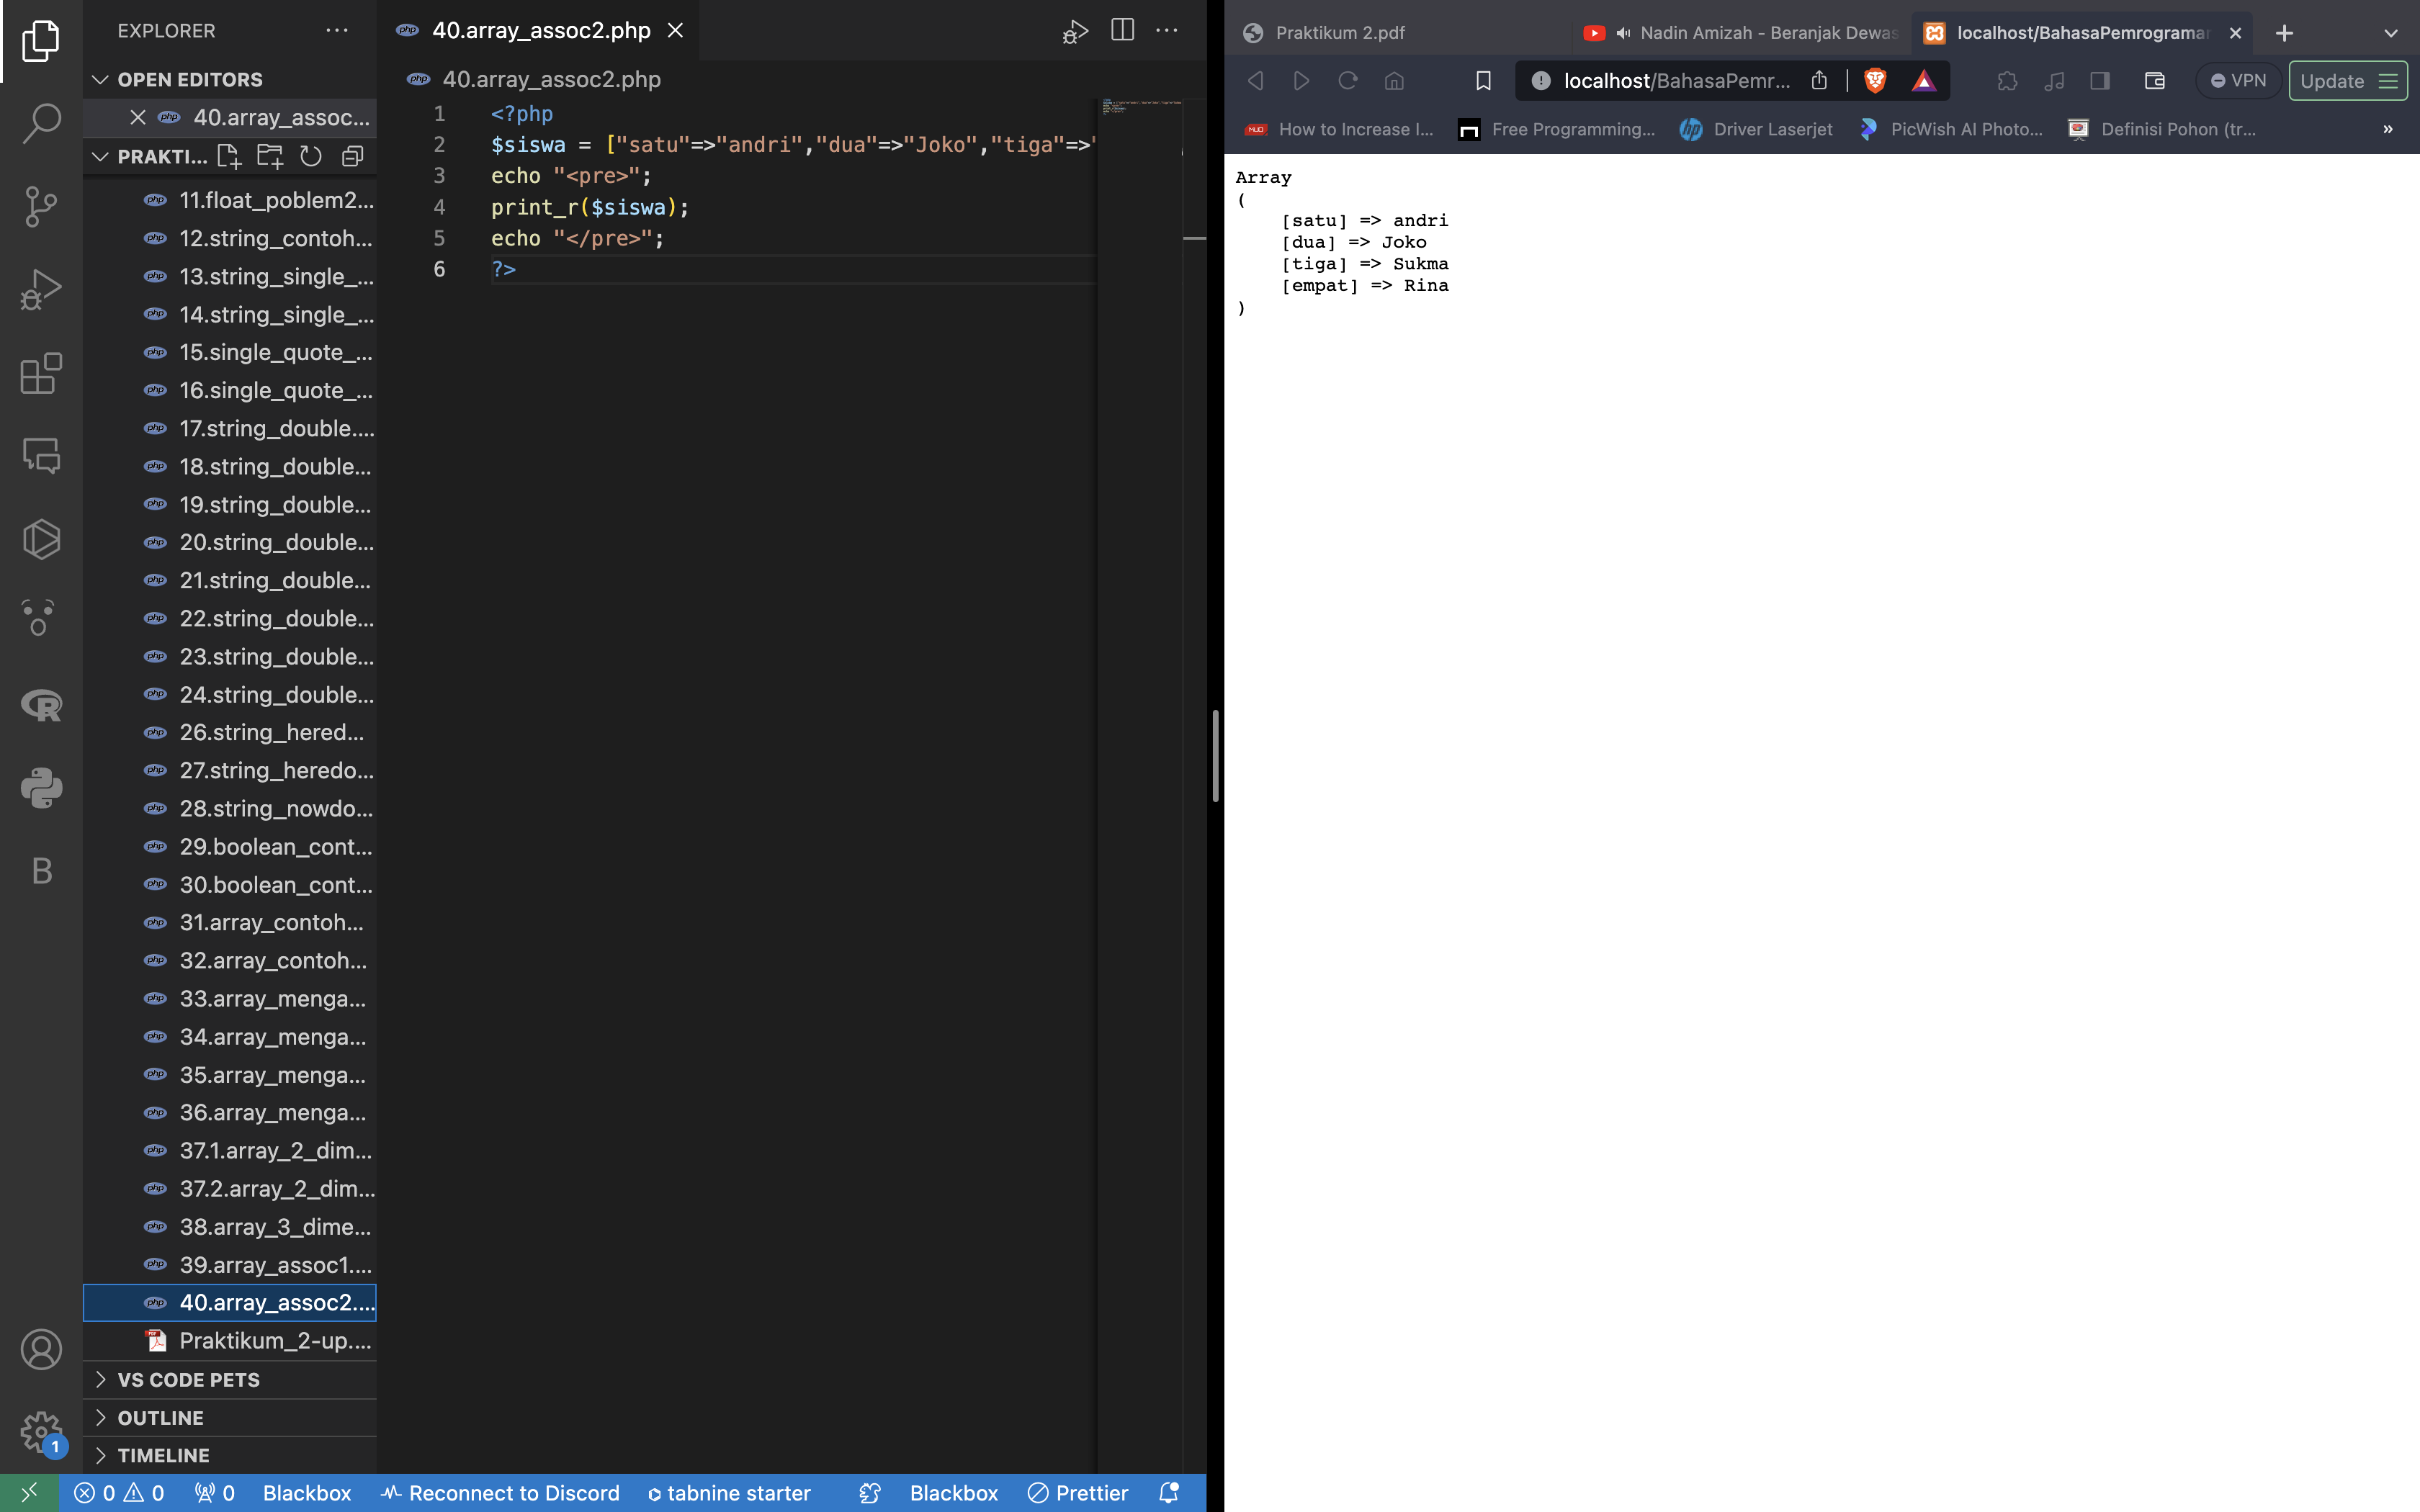 EXPLORER
OPEN EDITORS
40.array_assoc...
PRAKTI...
11.float_poblem2...
12.string_contoh...
13.string_single_...
14.string_single_...
15.single_quote_...
16.single_quote_...
17.string_double....
18.string_double...
19.string_double...
20.string_double...
21.string_double...
22.string_double...
23.string_double...
24.string_double...
26.string_hered...
27.string_heredo...
28.string_nowdo...
29.boolean_cont...
30.boolean_cont...
31.array_contoh...
32.array_contoh...
33.array_menga...
34.array_menga...
35.array_menga...
36.array_menga...
37.1.array_2_dim...
37.2.array_2_dim...
38.array_3_dime...
39.array_assoc1....
40.array_assoc2....
Praktikum_2-up....
VS CODE PETS
OUTLINE
TIMELINE
40.array_assoc2.php
40.array_assoc2.php
1 <?php
2 $siswa = ["satu"=>"andri","dua"=>"Joko","tiga"=>"
3 echo "<pre>";
4 print_r($siswa);
5 echo "</pre>";
6 ?>
0 0 0 Blackbox Reconnect to Discord tabnine starter Blackbox Prettier
1
B
Praktikum 2.pdf
Nadin Amizah - Beranjak Dewas
localhost/BahasaPemrograman
localhost/BahasaPemr...
VPN
Update
How to Increase I...
Free Programming...
Driver Laserjet
PicWish AI Photo...
Definisi Pohon (tr...
»
Array
(
[satu] => andri
[dua] => Joko
[tiga] => Sukma
[empat] => Rina
)